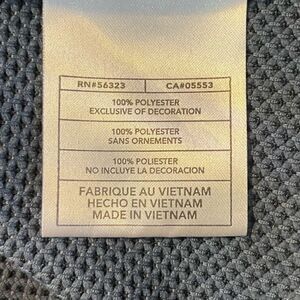 RN#56323 CA#05553
100% POLYESTER
EXCLUSIVE OF DECORATION
100% POLYESTER
SANS ORNEMENTS
100% POLIESTER
NO INCLUYE LA DECORACION
FABRIQUE AU VIETNAM
HECHO EN VIETNAM
MADE IN VIETNAM